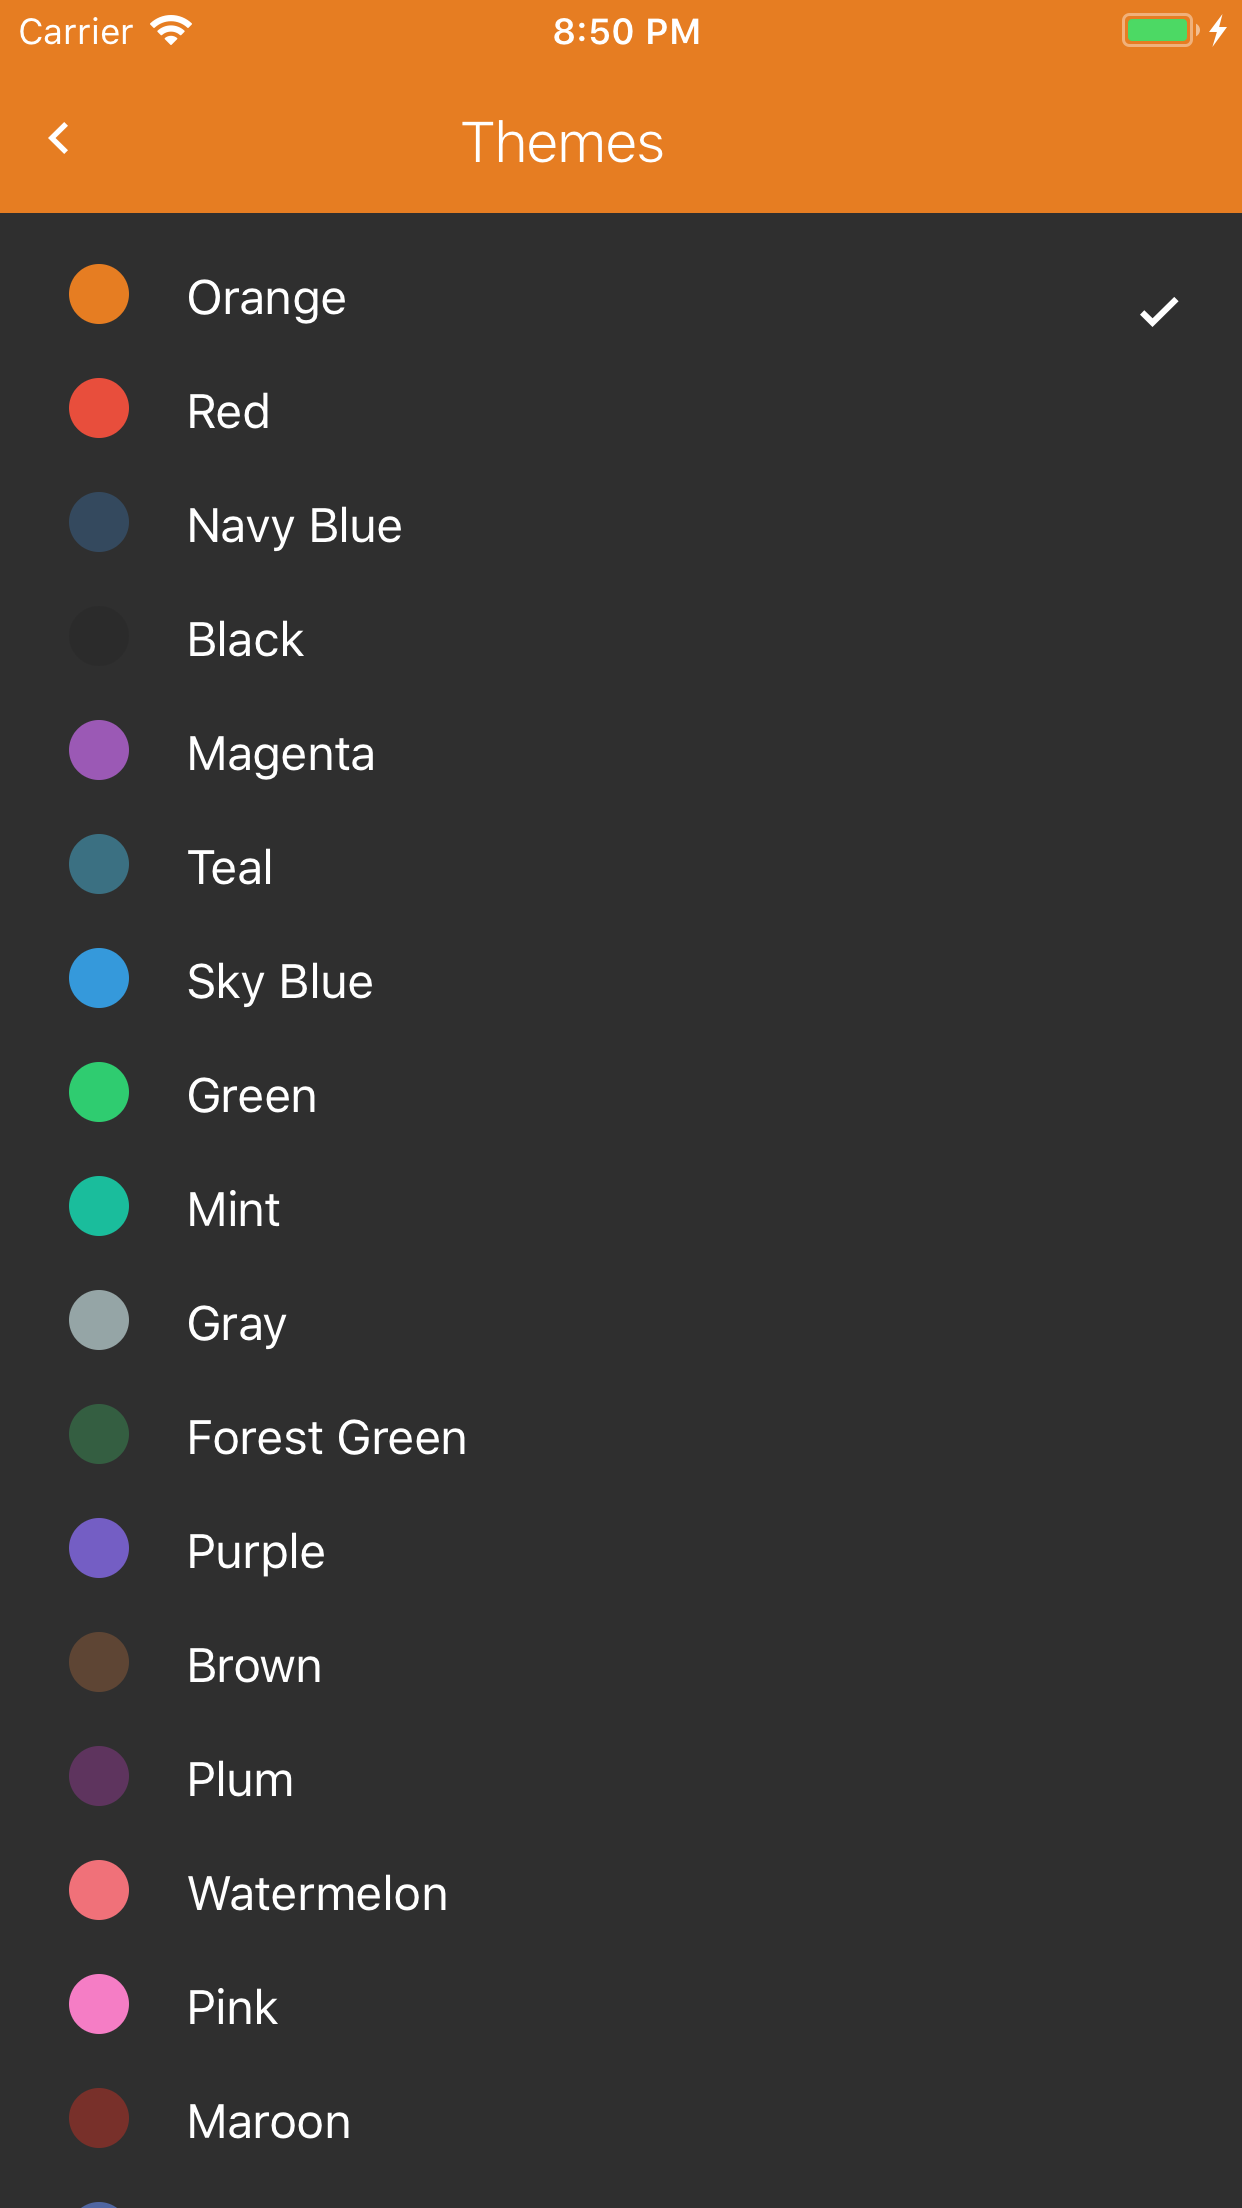 Carrier 8:50 PM
Themes
Orange
Red
Navy Blue
Black
Magenta
Teal
Sky Blue
Green
Mint
Gray
Forest Green
Purple
Brown
Plum
Watermelon
Pink
Maroon